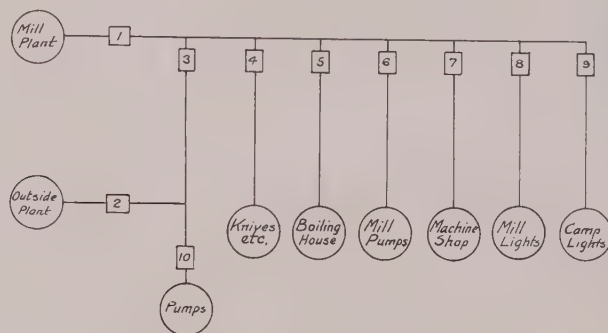 Mill
Plant
1
3
4
5
6
7
8
9
Outside
Plant
2
Knives
etc.
Boiling
House
Mill
Pumps
Machine
Shop
Mill
Lights
Camp
Lights
10
Pumps